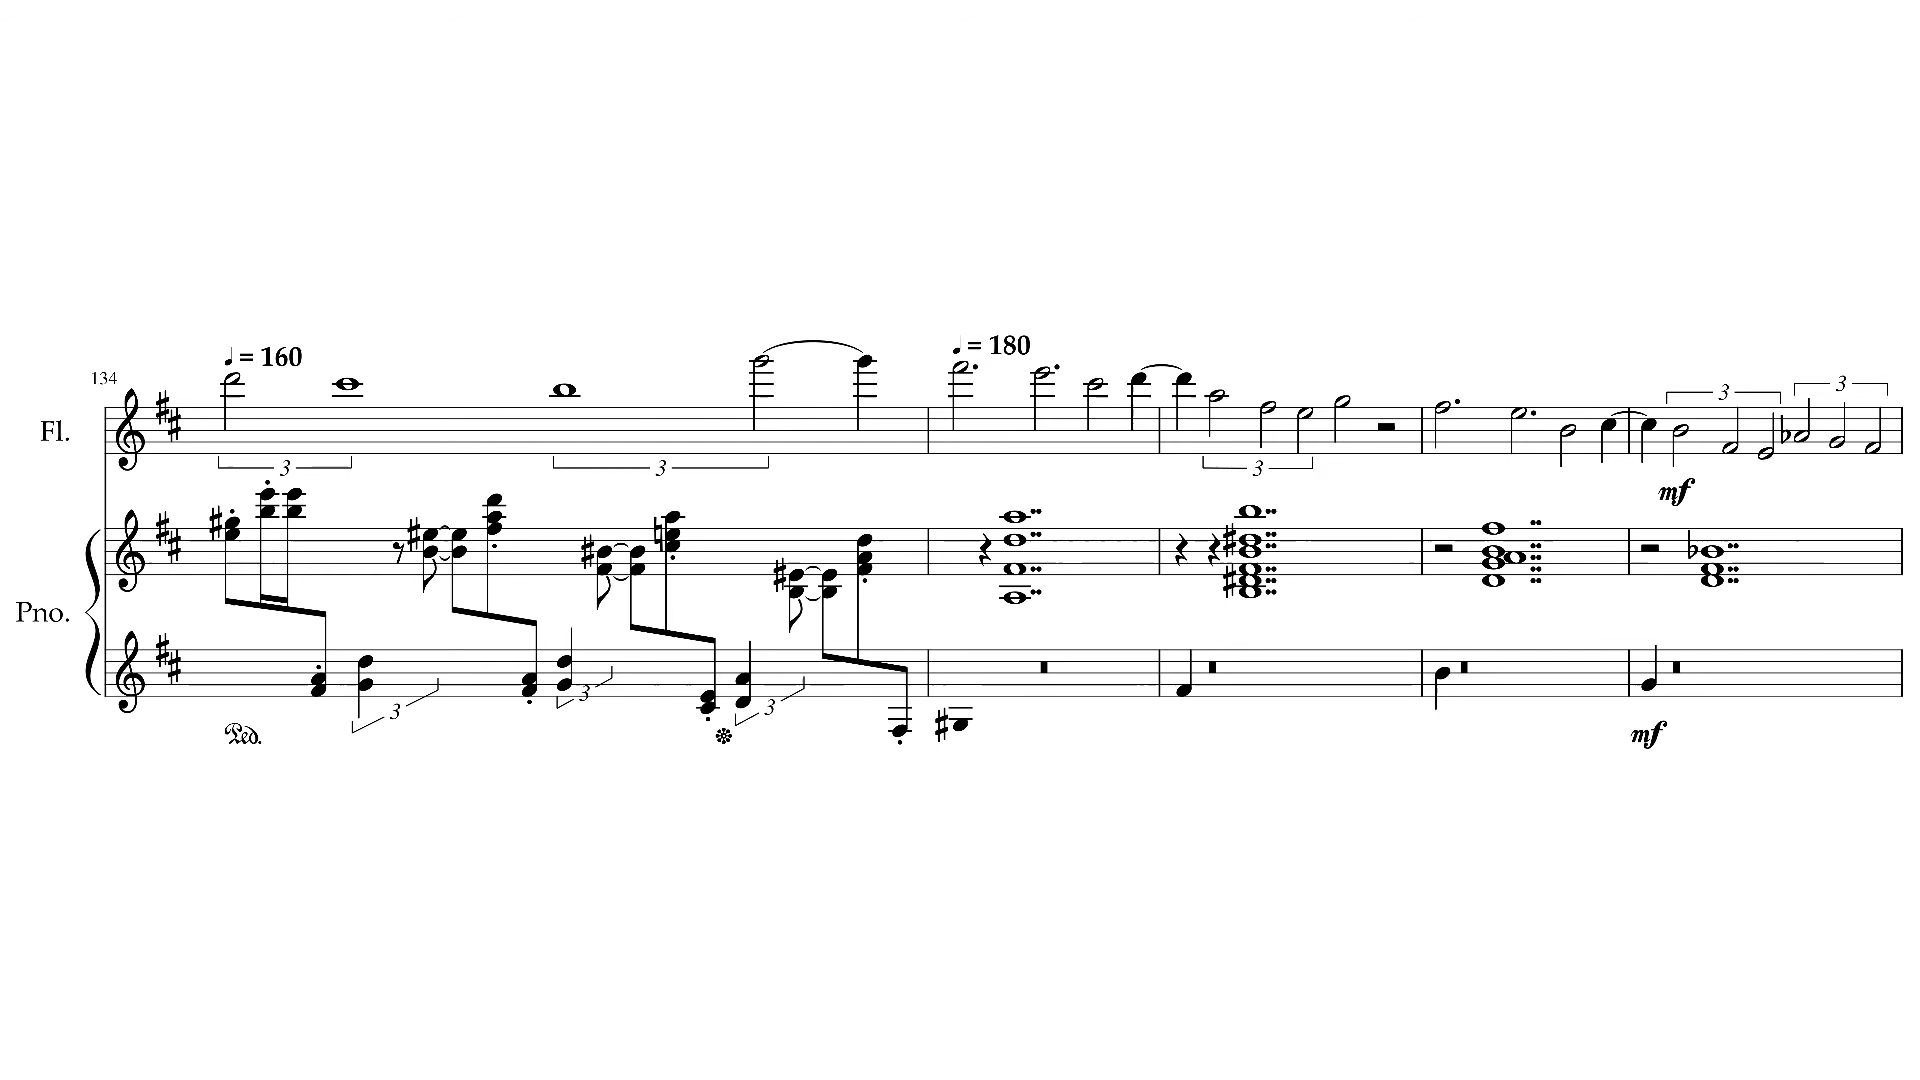 ♩ = 160
♩ = 180
134
Fl.
3 3 3 3 3
mf
Pno.
3 3 3
Ped.
mf